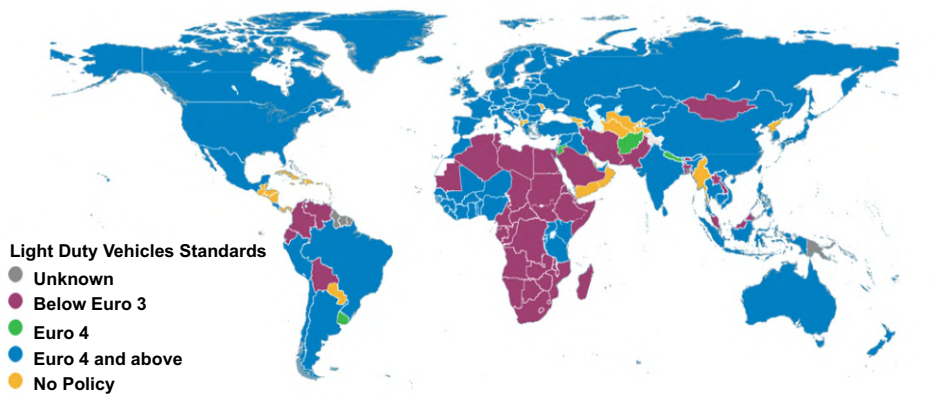 Light Duty Vehicles Standards
Unknown
Below Euro 3
Euro 4
Euro 4 and above
No Policy